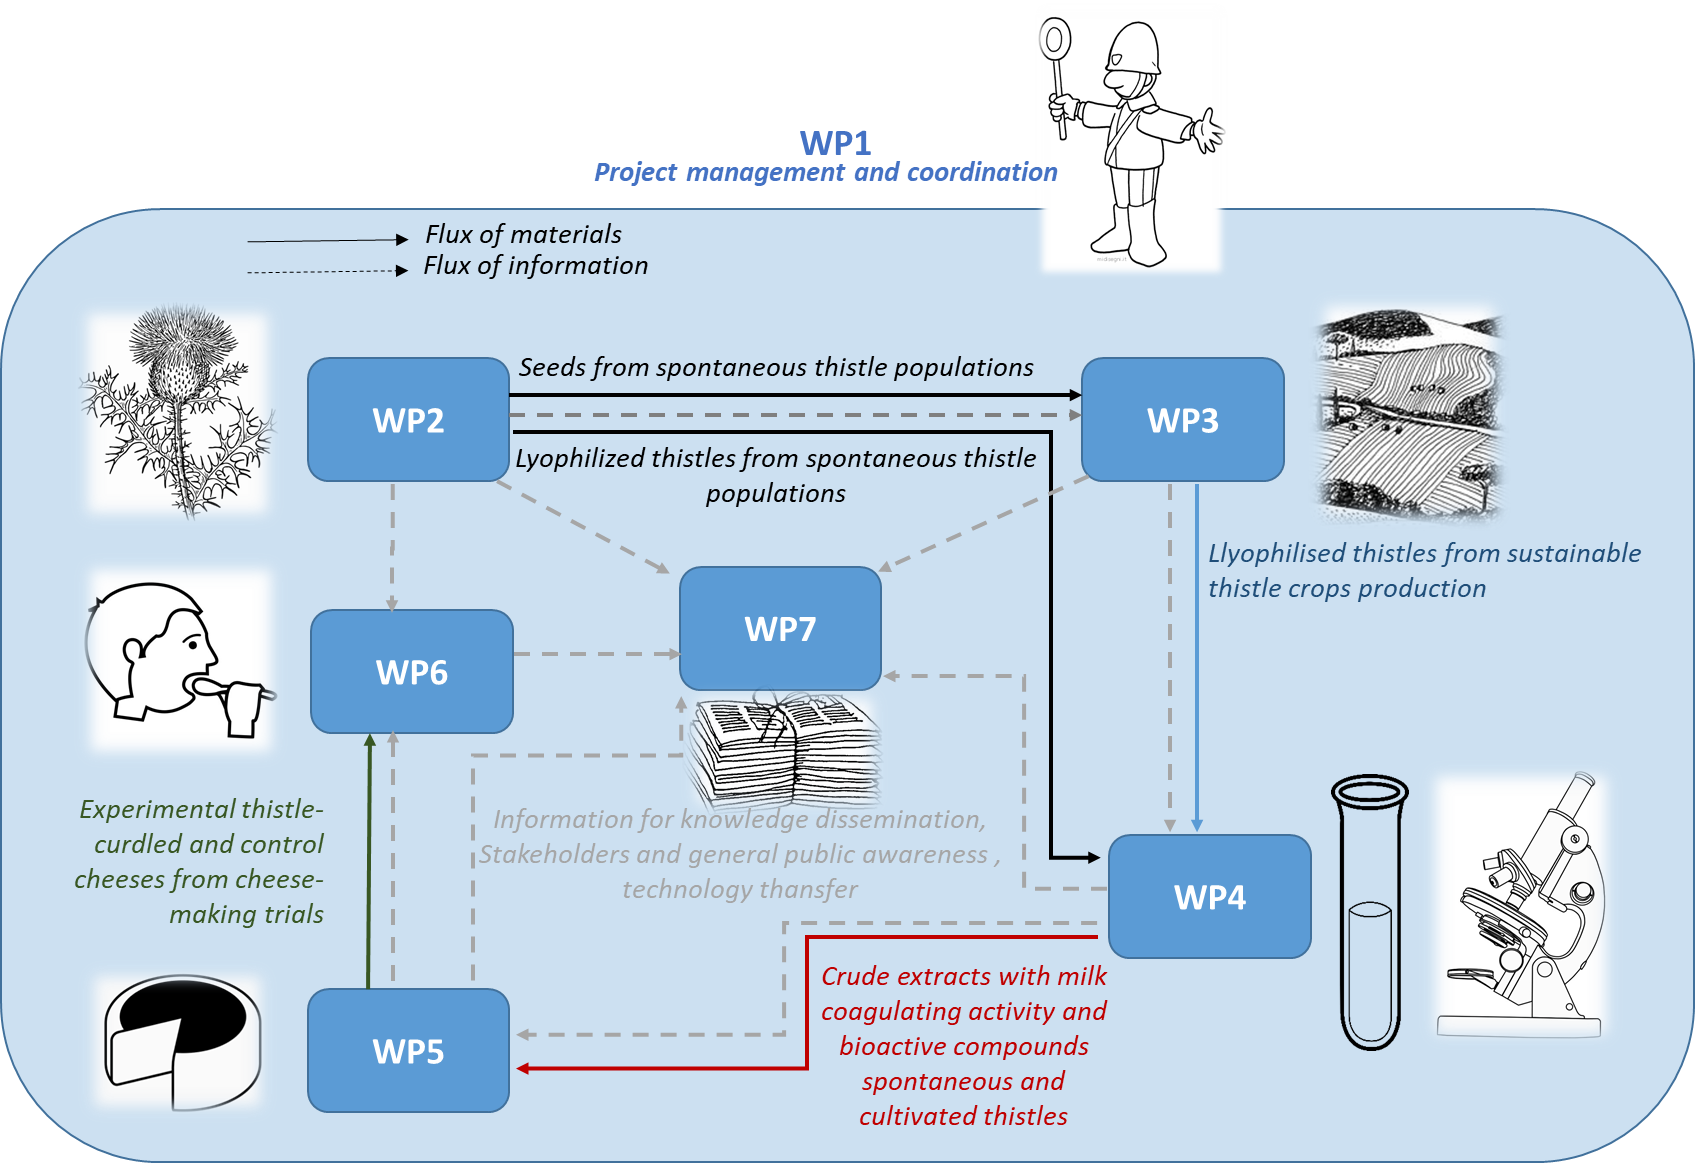 WP1
Project management and coordination
Flux of materials
Flux of information
Seeds from spontaneous thistle populations
WP2
WP3
Lyophilized thistles from spontaneous thistle
populations
Llyophilised thistles from sustainable
thistle crops production
WP7
WP6
Experimental thistle-
curdled and control
cheeses from cheese-
making trials
Information for knowledge dissemination,
Stakeholders and general public awareness ,
technology transfer
WP4
Crude extracts with milk
coagulating activity and
bioactive compounds
spontaneous and
cultivated thistles
WP5